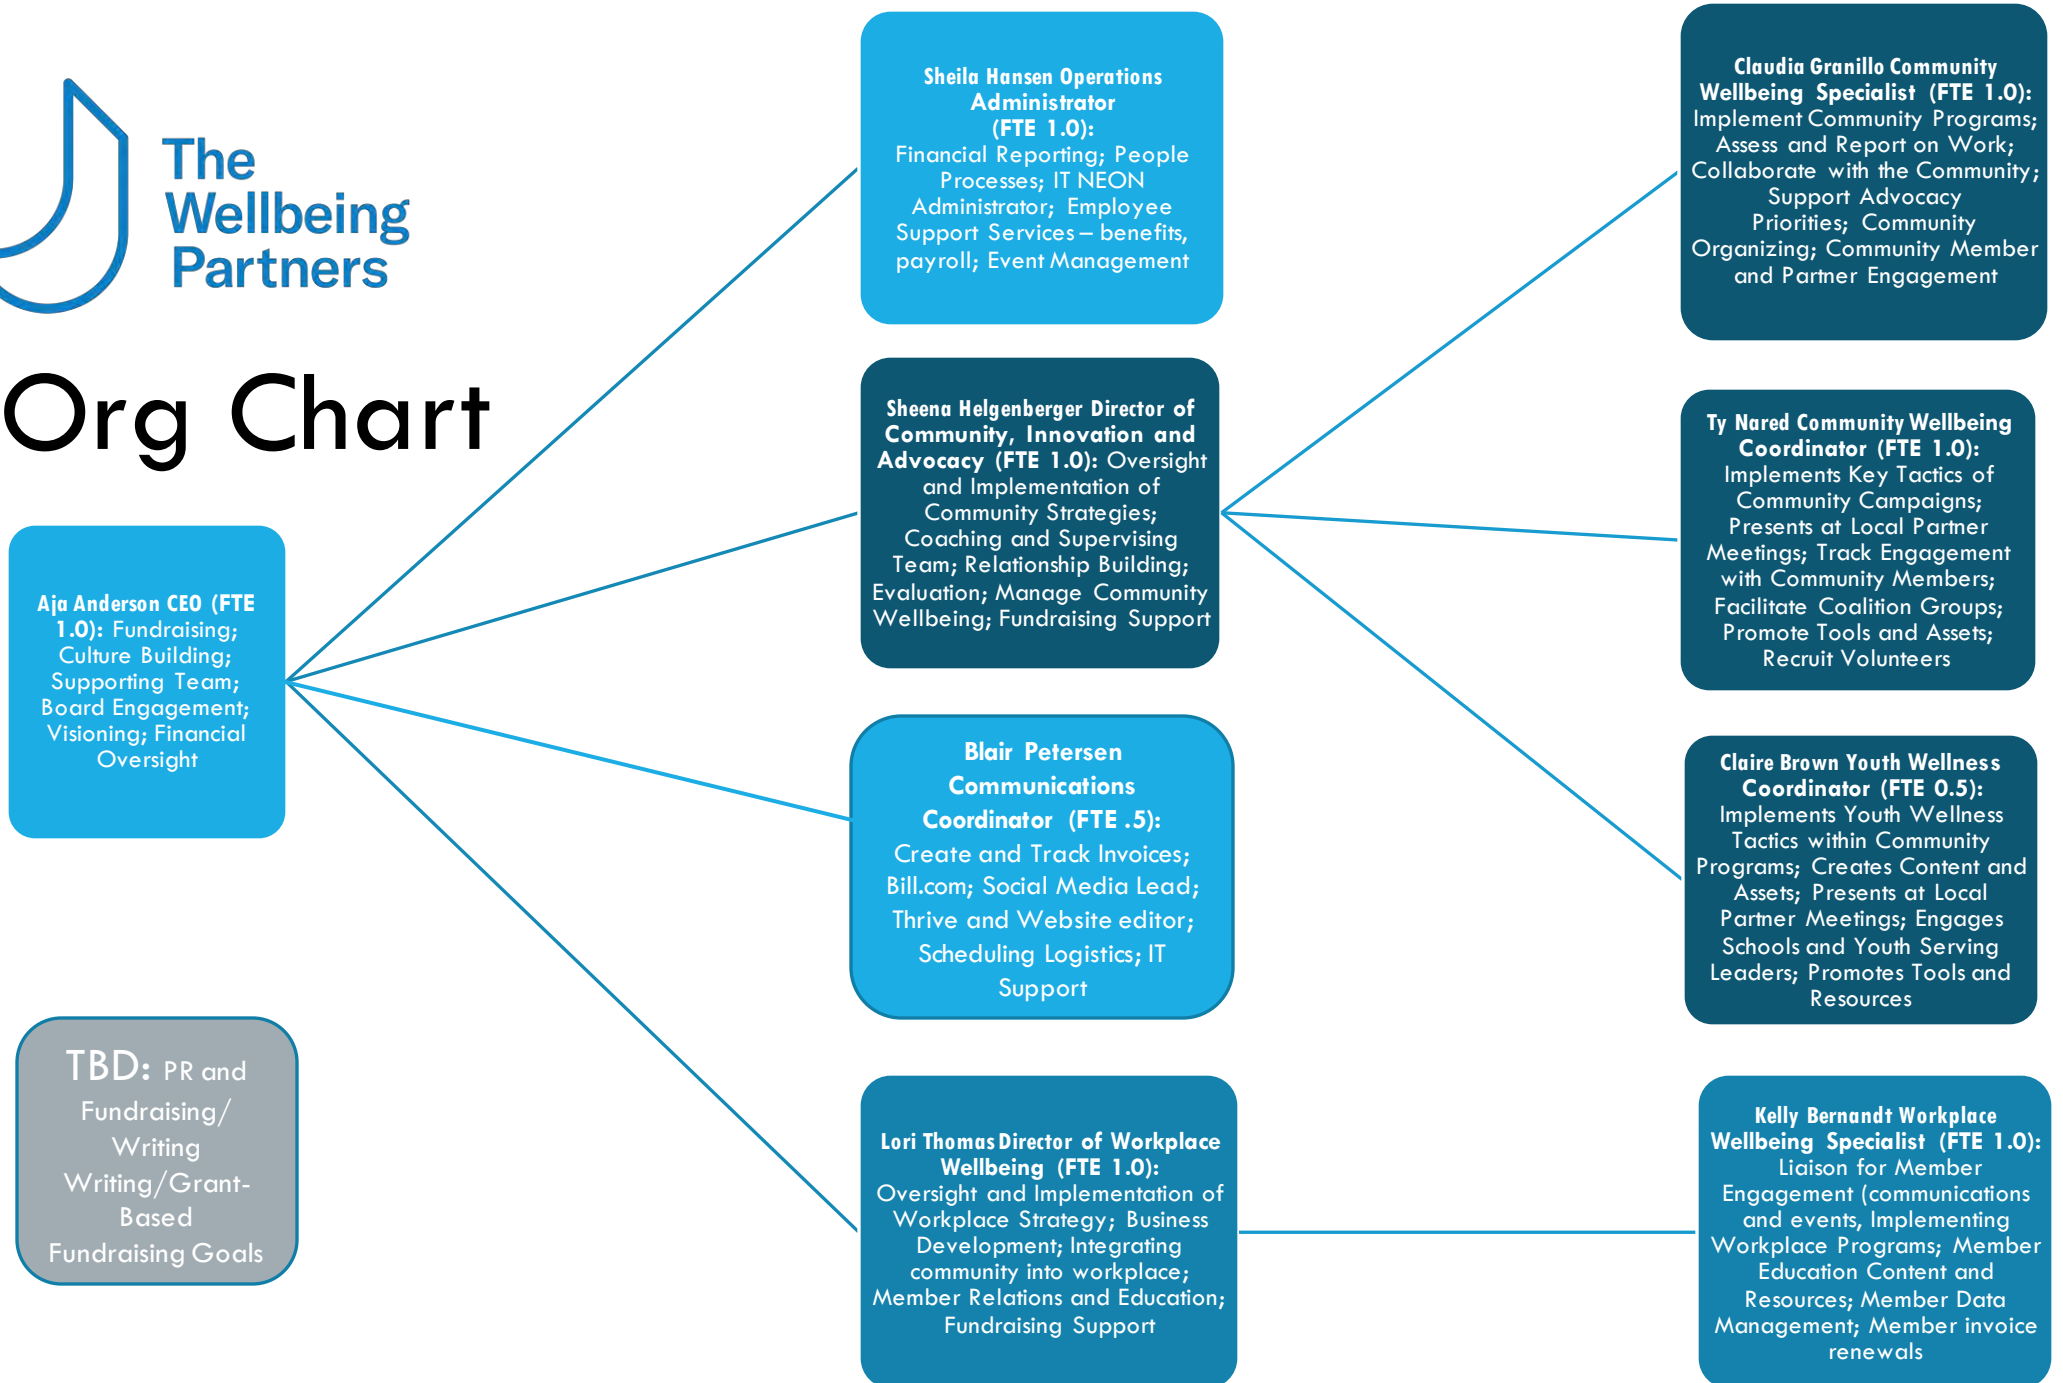 The
Wellbeing
Partners
Org Chart
Aja Anderson CEO (FTE
1.0): Fundraising;
Culture Building;
Supporting Team;
Board Engagement;
Visioning; Financial
Oversight
TBD: PR and
Fundraising/
Writing
Writing/Grant-
Based
Fundraising Goals
Sheila Hansen Operations
Administrator
(FTE 1.0):
Financial Reporting; People
Processes; IT NEON
Administrator; Employee
Support Services – benefits,
payroll; Event Management
Sheena Helgenberger Director of
Community, Innovation and
Advocacy (FTE 1.0): Oversight
and Implementation of
Community Strategies;
Coaching and Supervising
Team; Relationship Building;
Evaluation; Manage Community
Wellbeing; Fundraising Support
Blair Petersen
Communications
Coordinator (FTE .5):
Create and Track Invoices;
Bill.com; Social Media Lead;
Thrive and Website editor;
Scheduling Logistics; IT
Support
Lori Thomas Director of Workplace
Wellbeing (FTE 1.0):
Oversight and Implementation of
Workplace Strategy; Business
Development; Integrating
community into workplace;
Member Relations and Education;
Fundraising Support
Claudia Granillo Community
Wellbeing Specialist (FTE 1.0):
Implement Community Programs;
Assess and Report on Work;
Collaborate with the Community;
Support Advocacy
Priorities; Community
Organizing; Community Member
and Partner Engagement
Ty Nared Community Wellbeing
Coordinator (FTE 1.0):
Implements Key Tactics of
Community Campaigns;
Presents at Local Partner
Meetings; Track Engagement
with Community Members;
Facilitate Coalition Groups;
Promote Tools and Assets;
Recruit Volunteers
Claire Brown Youth Wellness
Coordinator (FTE 0.5):
Implements Youth Wellness
Tactics within Community
Programs; Creates Content and
Assets; Presents at Local
Partner Meetings; Engages
Schools and Youth Serving
Leaders; Promotes Tools and
Resources
Kelly Bernandt Workplace
Wellbeing Specialist (FTE 1.0):
Liaison for Member
Engagement (communications
and events, Implementing
Workplace Programs; Member
Education Content and
Resources; Member Data
Management; Member invoice
renewals